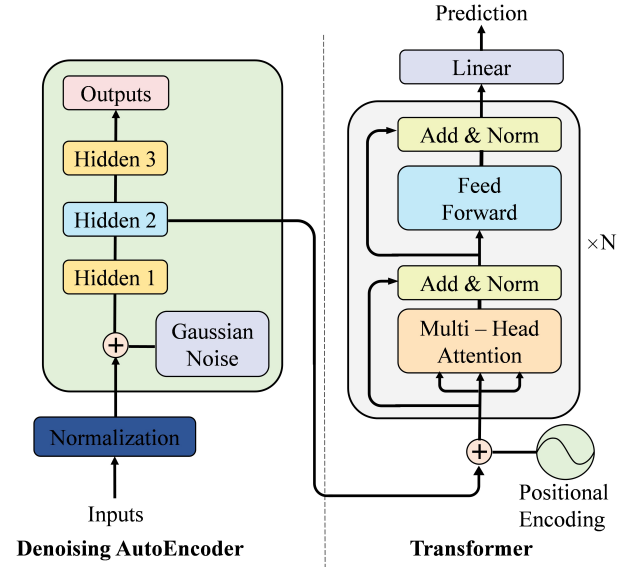 Outputs
Hidden 3
Hidden 2
Hidden 1
+
Gaussian
Noise
Normalization
Inputs
Denoising AutoEncoder
Prediction
Linear
Add & Norm
Feed
Forward
×N
Add & Norm
Multi – Head
Attention
+
Positional
Encoding
Transformer